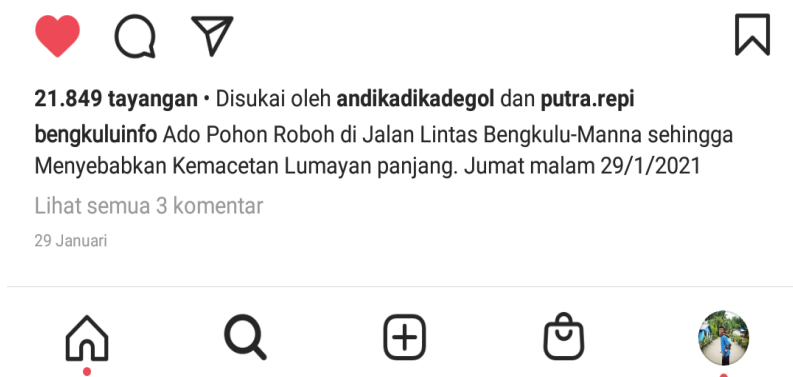 21.849 tayangan • Disukai oleh andikadikadegol dan putra.repi
bengkuluinfo Ado Pohon Roboh di Jalan Lintas Bengkulu-Manna sehingga
Menyebabkan Kemacetan Lumayan panjang. Jumat malam 29/1/2021
Lihat semua 3 komentar
29 Januari